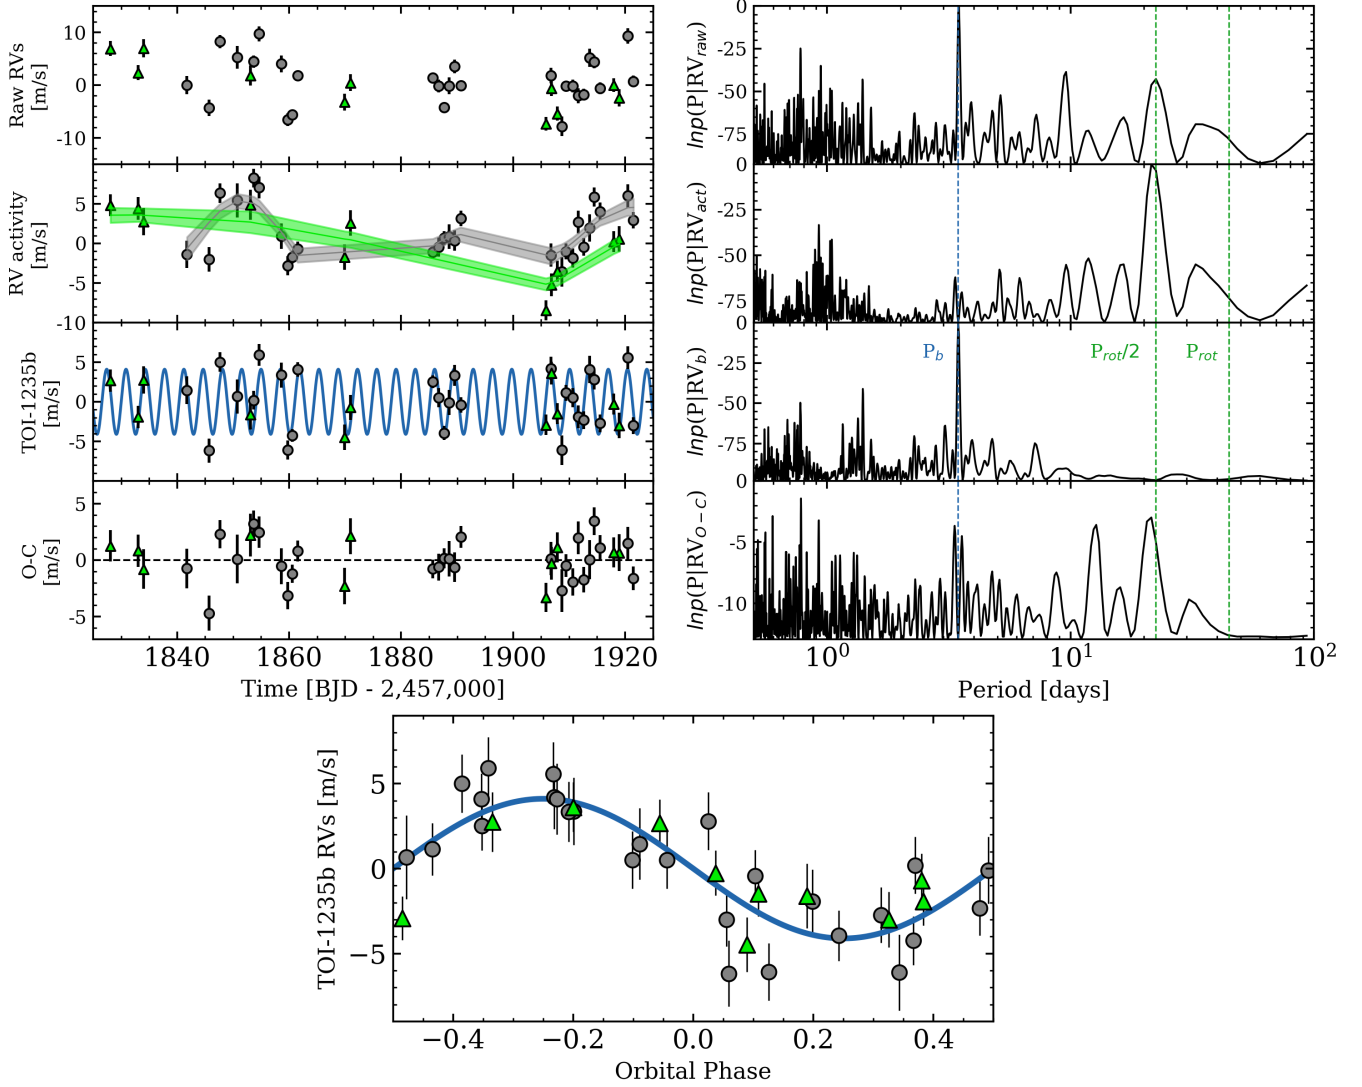 Raw RVs
[m/s]
10
0
-10
RV activity
[m/s]
5
0
-5
-10
TOI-1235b
[m/s]
5
0
-5
O-C
[m/s]
5
0
-5
1840 1860 1880 1900 1920
Time [BJD - 2,457,000]
lnp(P|RV_raw)
0
-25
-50
-75
lnp(P|RV_act)
0
-25
-50
-75
lnp(P|RV_b)
0
-25
-50
-75
P_b P_rot/2 P_rot
lnp(P|RV_O−C)
0
-5
-10
10^0 10^1 10^2
Period [days]
TOI-1235b RVs [m/s]
5
0
−5
−0.4 −0.2 0.0 0.2 0.4
Orbital Phase